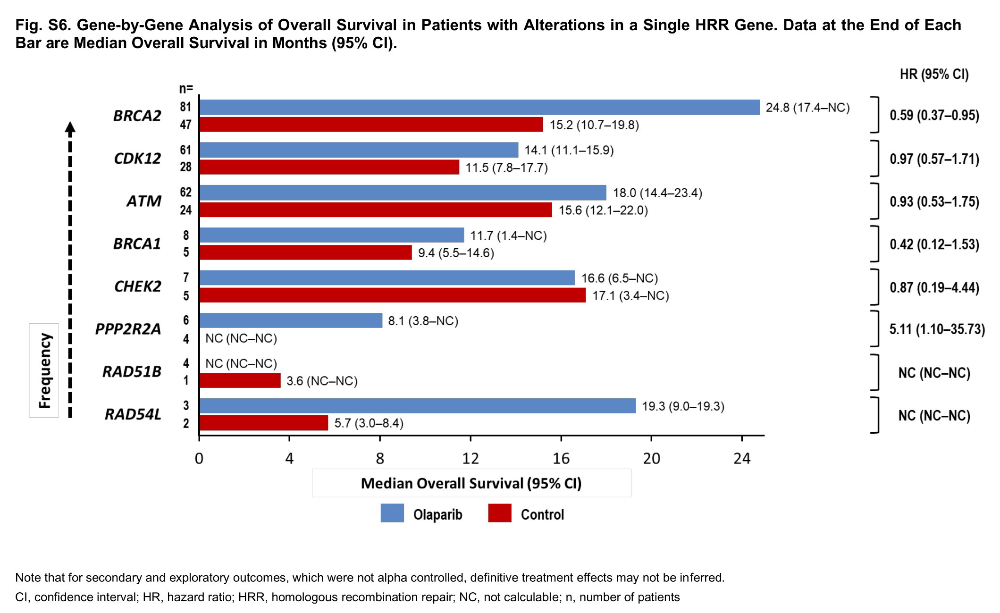 Fig. S6. Gene-by-Gene Analysis of Overall Survival in Patients with Alterations in a Single HRR Gene. Data at the End of Each
Bar are Median Overall Survival in Months (95% CI).
HR (95% CI)
n=
BRCA2
81
24.8 (17.4–NC)
47
15.2 (10.7–19.8)
0.59 (0.37–0.95)
CDK12
61
14.1 (11.1–15.9)
28
11.5 (7.8–17.7)
0.97 (0.57–1.71)
ATM
62
18.0 (14.4–23.4)
24
15.6 (12.1–22.0)
0.93 (0.53–1.75)
BRCA1
8
11.7 (1.4–NC)
5
9.4 (5.5–14.6)
0.42 (0.12–1.53)
CHEK2
7
16.6 (6.5–NC)
5
17.1 (3.4–NC)
0.87 (0.19–4.44)
PPP2R2A
6
8.1 (3.8–NC)
4
NC (NC–NC)
5.11 (1.10–35.73)
RAD51B
4
NC (NC–NC)
1
3.6 (NC–NC)
NC (NC–NC)
RAD54L
3
19.3 (9.0–19.3)
2
5.7 (3.0–8.4)
NC (NC–NC)
Frequency
0 4 8 12 16 20 24
Median Overall Survival (95% CI)
Olaparib Control
Note that for secondary and exploratory outcomes, which were not alpha controlled, definitive treatment effects may not be inferred.
CI, confidence interval; HR, hazard ratio; HRR, homologous recombination repair; NC, not calculable; n, number of patients